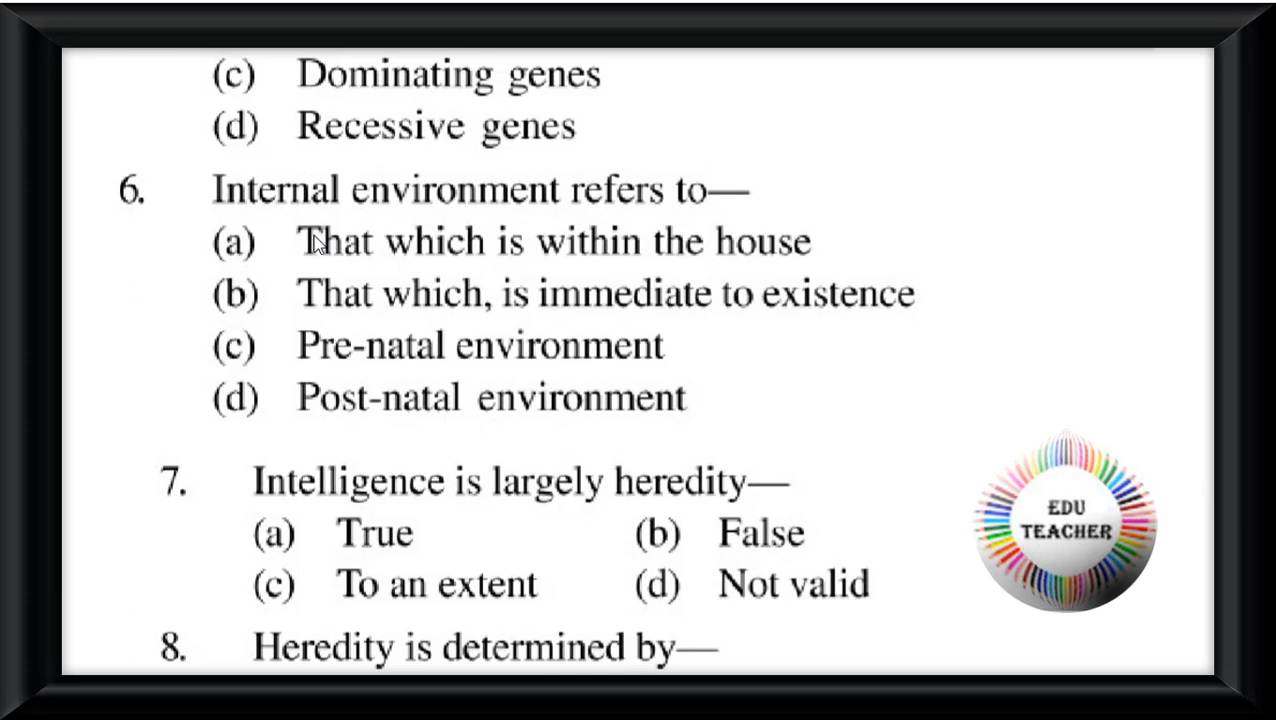 (c) Dominating genes
(d) Recessive genes
6. Internal environment refers to—
(a) That which is within the house
(b) That which, is immediate to existence
(c) Pre-natal environment
(d) Post-natal environment
7. Intelligence is largely heredity—
(a) True (b) False
(c) To an extent (d) Not valid
8. Heredity is determined by—
EDU
TEACHER